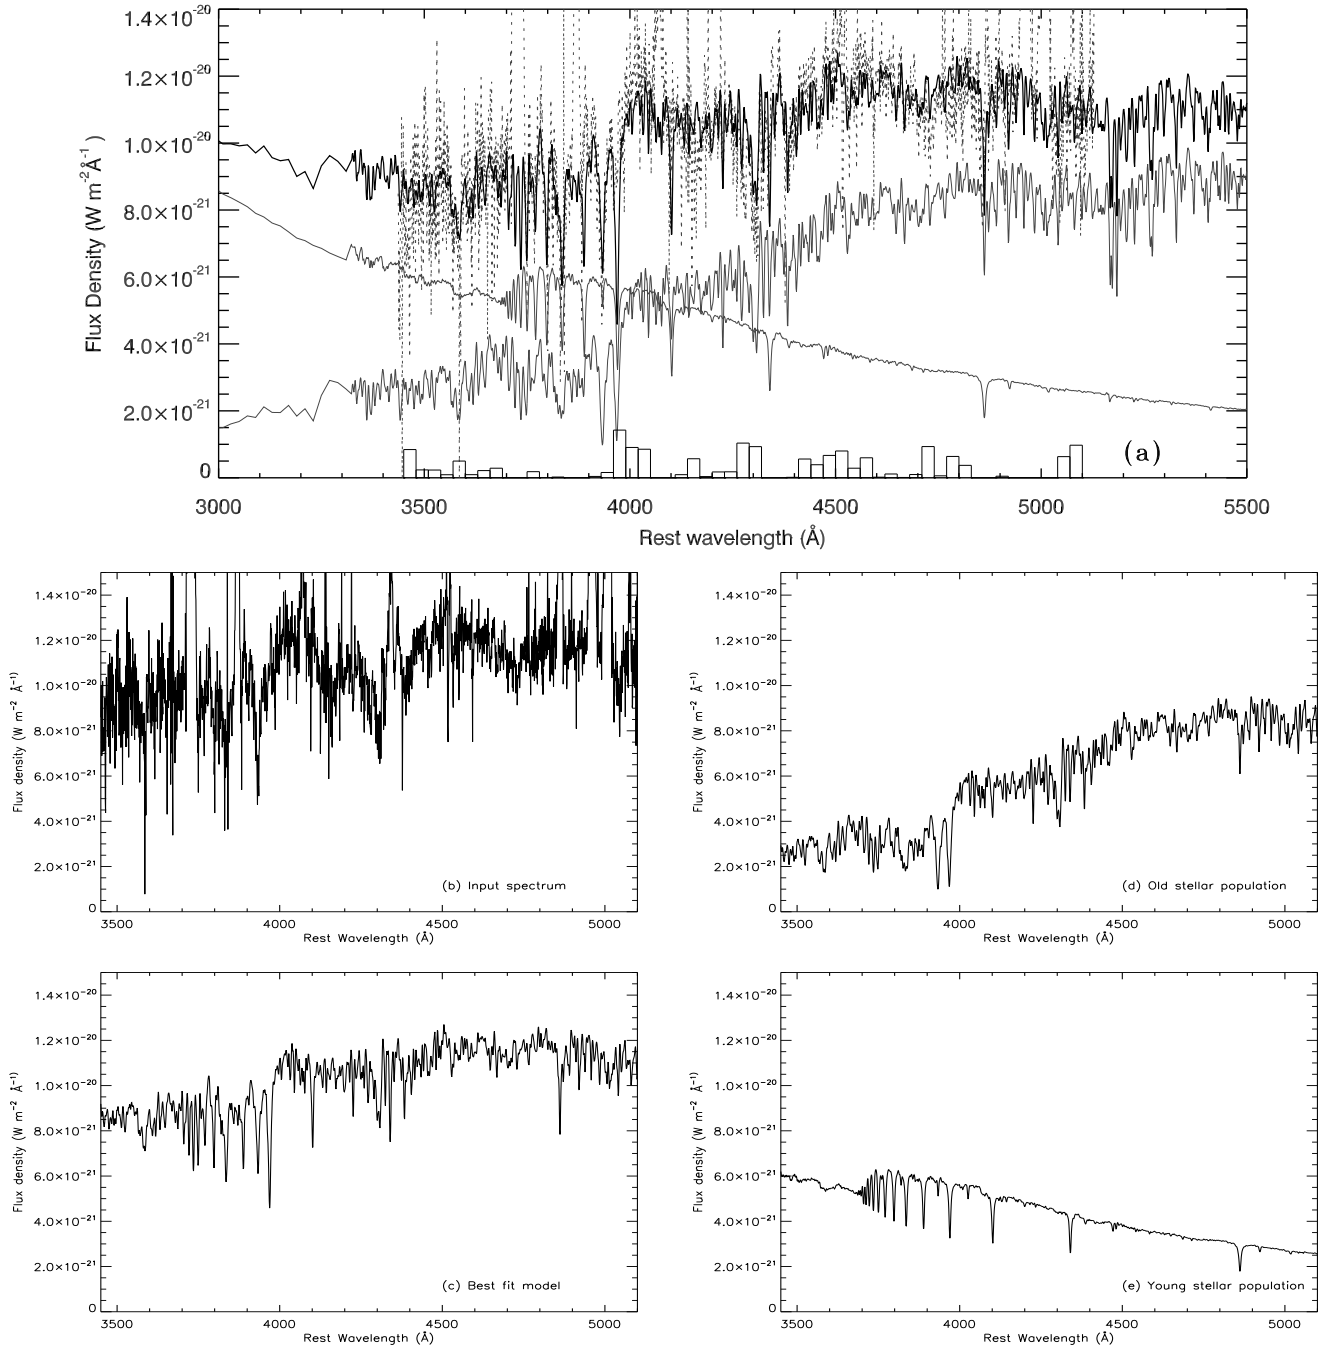 1.4×10⁻²⁰
1.2×10⁻²⁰
1.0×10⁻²⁰
8.0×10⁻²¹
6.0×10⁻²¹
4.0×10⁻²¹
2.0×10⁻²¹
0
Flux Density (W m⁻²Å⁻¹)
(a)
3000 3500 4000 4500 5000 5500
Rest wavelength (Å)
1.4×10⁻²⁰
1.2×10⁻²⁰
1.0×10⁻²⁰
8.0×10⁻²¹
6.0×10⁻²¹
4.0×10⁻²¹
2.0×10⁻²¹
0
Flux density (W m⁻² Å⁻¹)
(b) Input spectrum
3500 4000 4500 5000
Rest Wavelength (Å)
1.4×10⁻²⁰
1.2×10⁻²⁰
1.0×10⁻²⁰
8.0×10⁻²¹
6.0×10⁻²¹
4.0×10⁻²¹
2.0×10⁻²¹
0
Flux density (W m⁻² Å⁻¹)
(d) Old stellar population
3500 4000 4500 5000
Rest Wavelength (Å)
1.4×10⁻²⁰
1.2×10⁻²⁰
1.0×10⁻²⁰
8.0×10⁻²¹
6.0×10⁻²¹
4.0×10⁻²¹
2.0×10⁻²¹
0
Flux density (W m⁻² Å⁻¹)
(c) Best fit model
3500 4000 4500 5000
Rest Wavelength (Å)
1.4×10⁻²⁰
1.2×10⁻²⁰
1.0×10⁻²⁰
8.0×10⁻²¹
6.0×10⁻²¹
4.0×10⁻²¹
2.0×10⁻²¹
0
Flux density (W m⁻² Å⁻¹)
(e) Young stellar population
3500 4000 4500 5000
Rest Wavelength (Å)